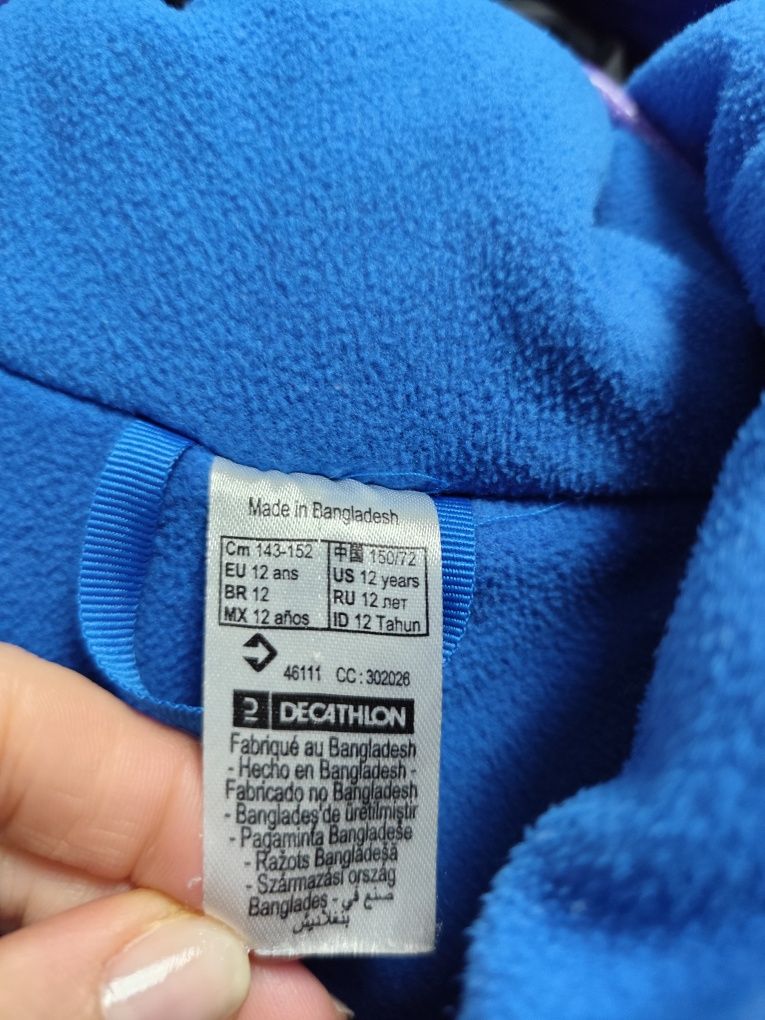 Made in Bangladesh
Cm 143-152 中国 150/72
EU 12 ans US 12 years
BR 12 RU 12 лет
MX 12 años ID 12 Tahun
46111 CC : 302026
DECATHLON
Fabriqué au Bangladesh
- Hecho en Bangladesh -
Fabricado no Bangladesh
- Banglades'de üretilmiştir
- Pagaminta Bangladeše
- Ražots Bangladešā
- Származási ország
Banglades - صنع في
بنغلاديش